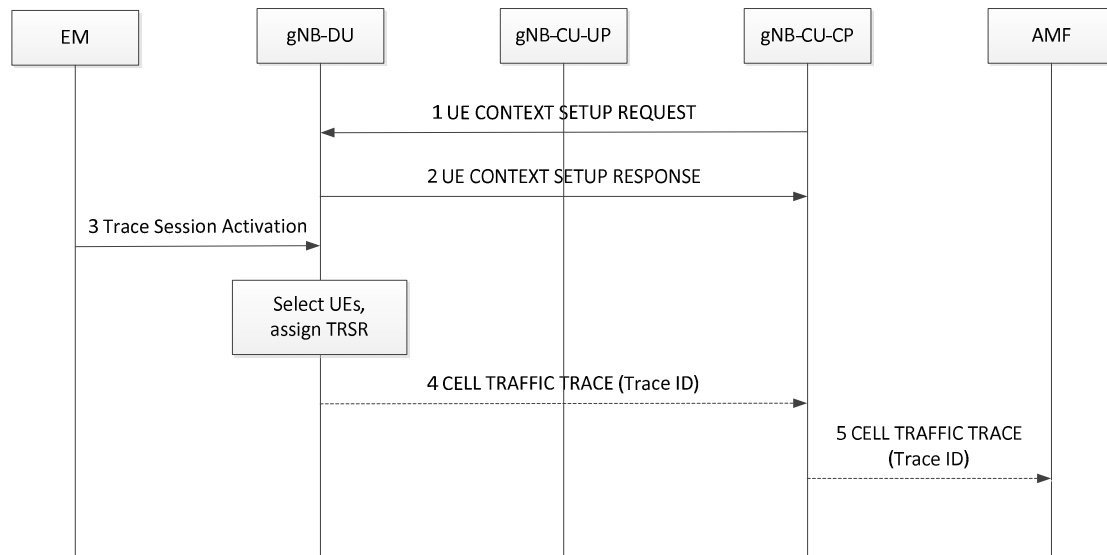 EM
gNB-DU
gNB-CU-UP
gNB-CU-CP
AMF
1 UE CONTEXT SETUP REQUEST
2 UE CONTEXT SETUP RESPONSE
3 Trace Session Activation
Select UEs,
assign TRSR
4 CELL TRAFFIC TRACE (Trace ID)
5 CELL TRAFFIC TRACE
(Trace ID)